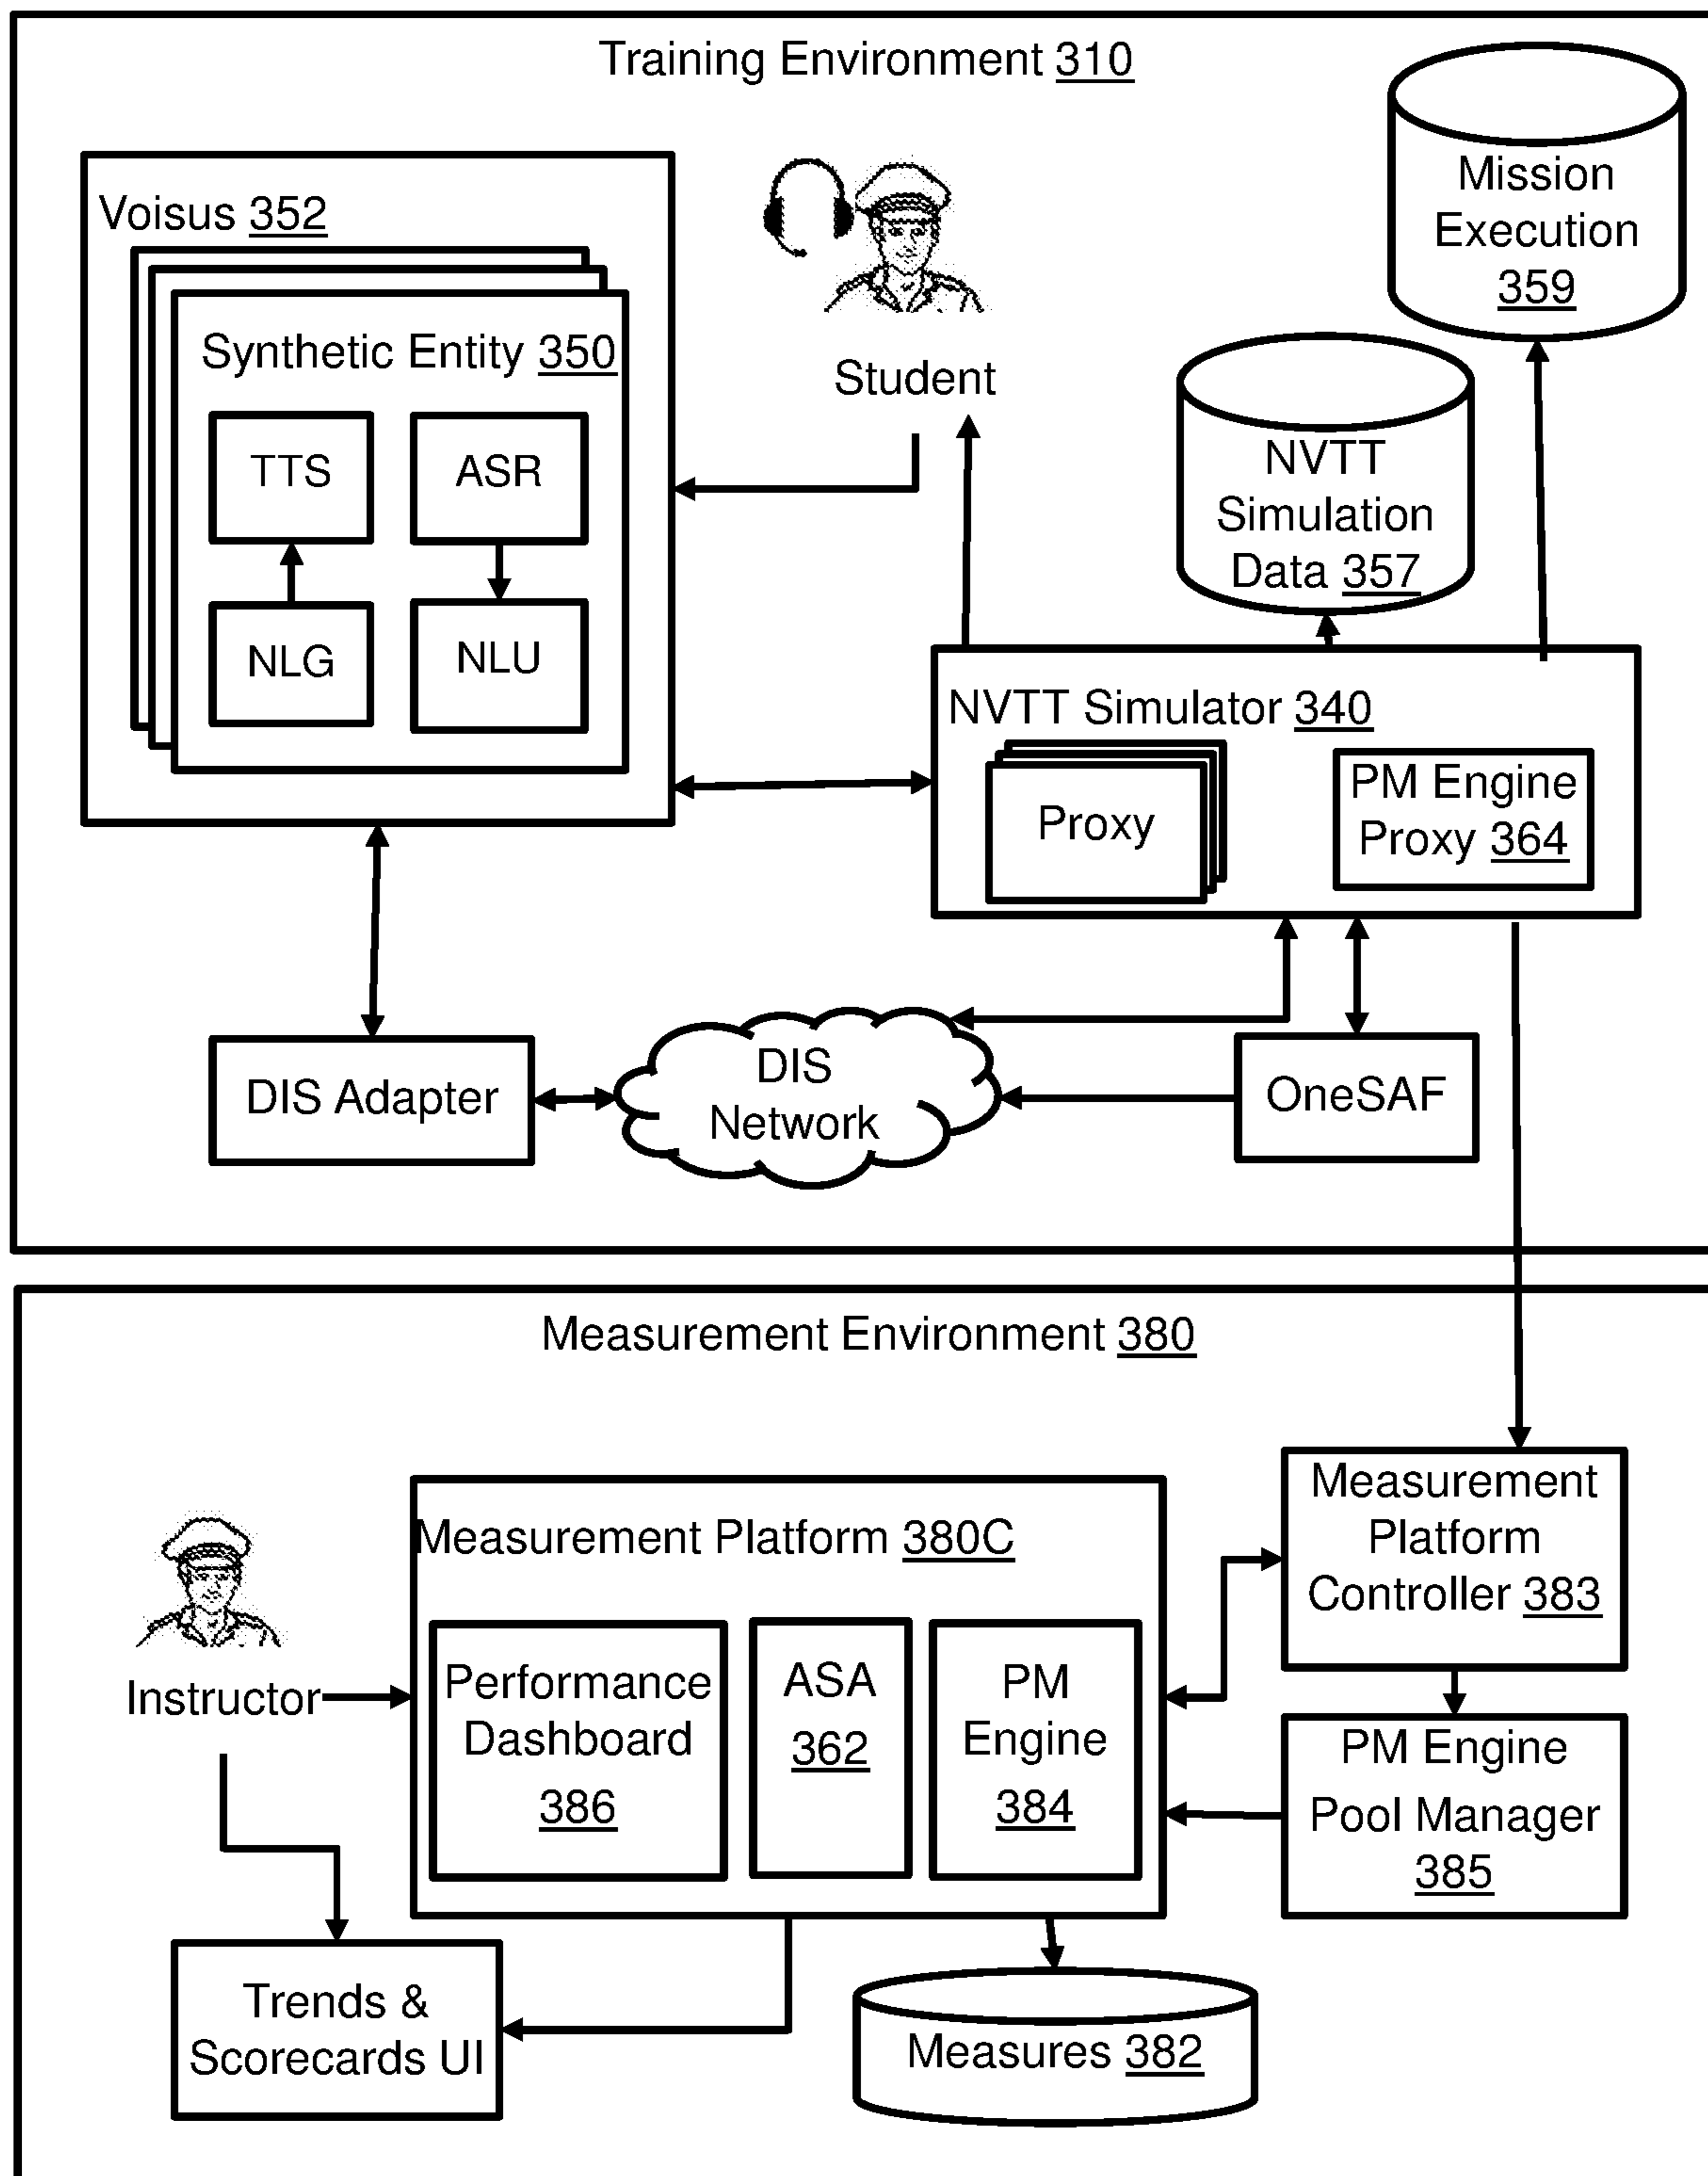 Training Environment 310
Mission
Execution
359
Voisus 352
Synthetic Entity 350
TTS
ASR
NLG
NLU
Student
NVTT
Simulation
Data 357
NVTT Simulator 340
Proxy
PM Engine
Proxy 364
DIS Adapter
DIS
Network
OneSAF
Measurement Environment 380
Measurement
Platform
Controller 383
Measurement Platform 380C
Instructor
Performance
Dashboard
386
ASA
362
PM
Engine
384
PM Engine
Pool Manager
385
Trends &
Scorecards UI
Measures 382